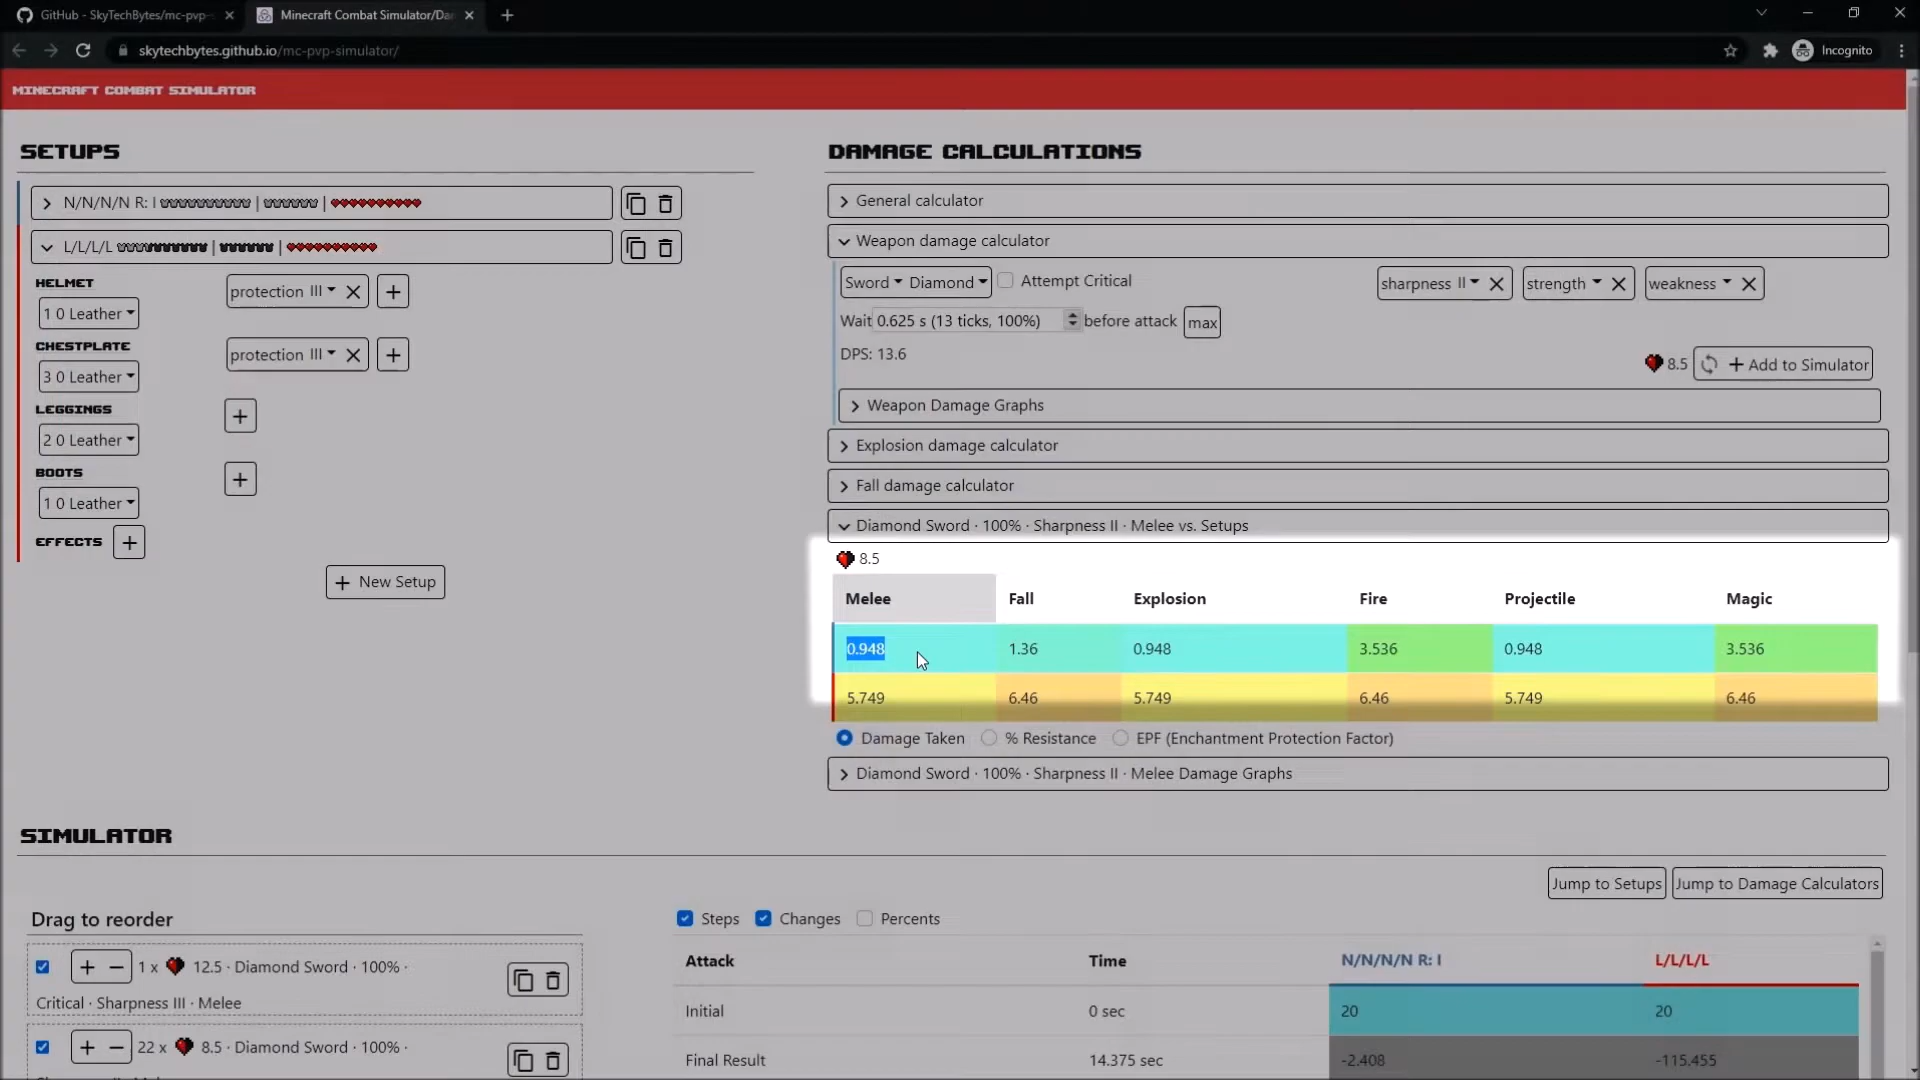 GitHub - SkyTechBytes/mc-pvp-
Minecraft Combat Simulator/Da
skytechbytes.github.io/mc-pvp-simulator/
Incognito
MINECRAFT COMBAT SIMULATOR
SETUPS
N/N/N/N R: I
L/L/L/L
HELMET
1 0 Leather
protection III
CHESTPLATE
3 0 Leather
protection III
LEGGINGS
2 0 Leather
BOOTS
1 0 Leather
EFFECTS
New Setup
DAMAGE CALCULATIONS
General calculator
Weapon damage calculator
Sword Diamond Attempt Critical sharpness II strength weakness
Wait 0.625 s (13 ticks, 100%) before attack max
DPS: 13.6
8.5 + Add to Simulator
Weapon Damage Graphs
Explosion damage calculator
Fall damage calculator
Diamond Sword · 100% · Sharpness II · Melee vs. Setups
8.5
Melee Fall Explosion Fire Projectile Magic
0.948 1.36 0.948 3.536 0.948 3.536
5.749 6.46 5.749 6.46 5.749 6.46
Damage Taken % Resistance EPF (Enchantment Protection Factor)
Diamond Sword · 100% · Sharpness II · Melee Damage Graphs
SIMULATOR
Jump to Setups Jump to Damage Calculators
Drag to reorder
1 x 12.5 · Diamond Sword · 100% ·
Critical · Sharpness III · Melee
22 x 8.5 · Diamond Sword · 100% ·
Steps Changes Percents
Attack Time N/N/N/N R: I L/L/L/L
Initial 0 sec 20 20
Final Result 14.375 sec -2.408 -115.455